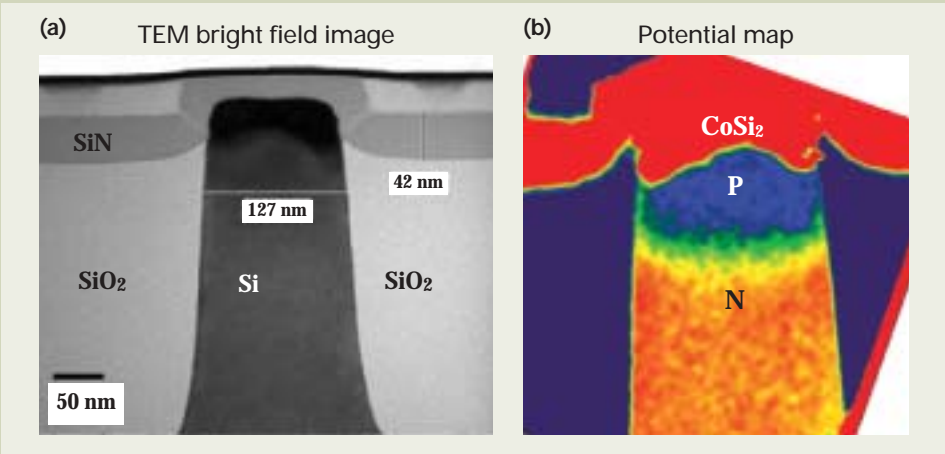 (a)
TEM bright field image
SiN
42 nm
127 nm
SiO₂
Si
SiO₂
50 nm
(b)
Potential map
CoSi₂
P
N